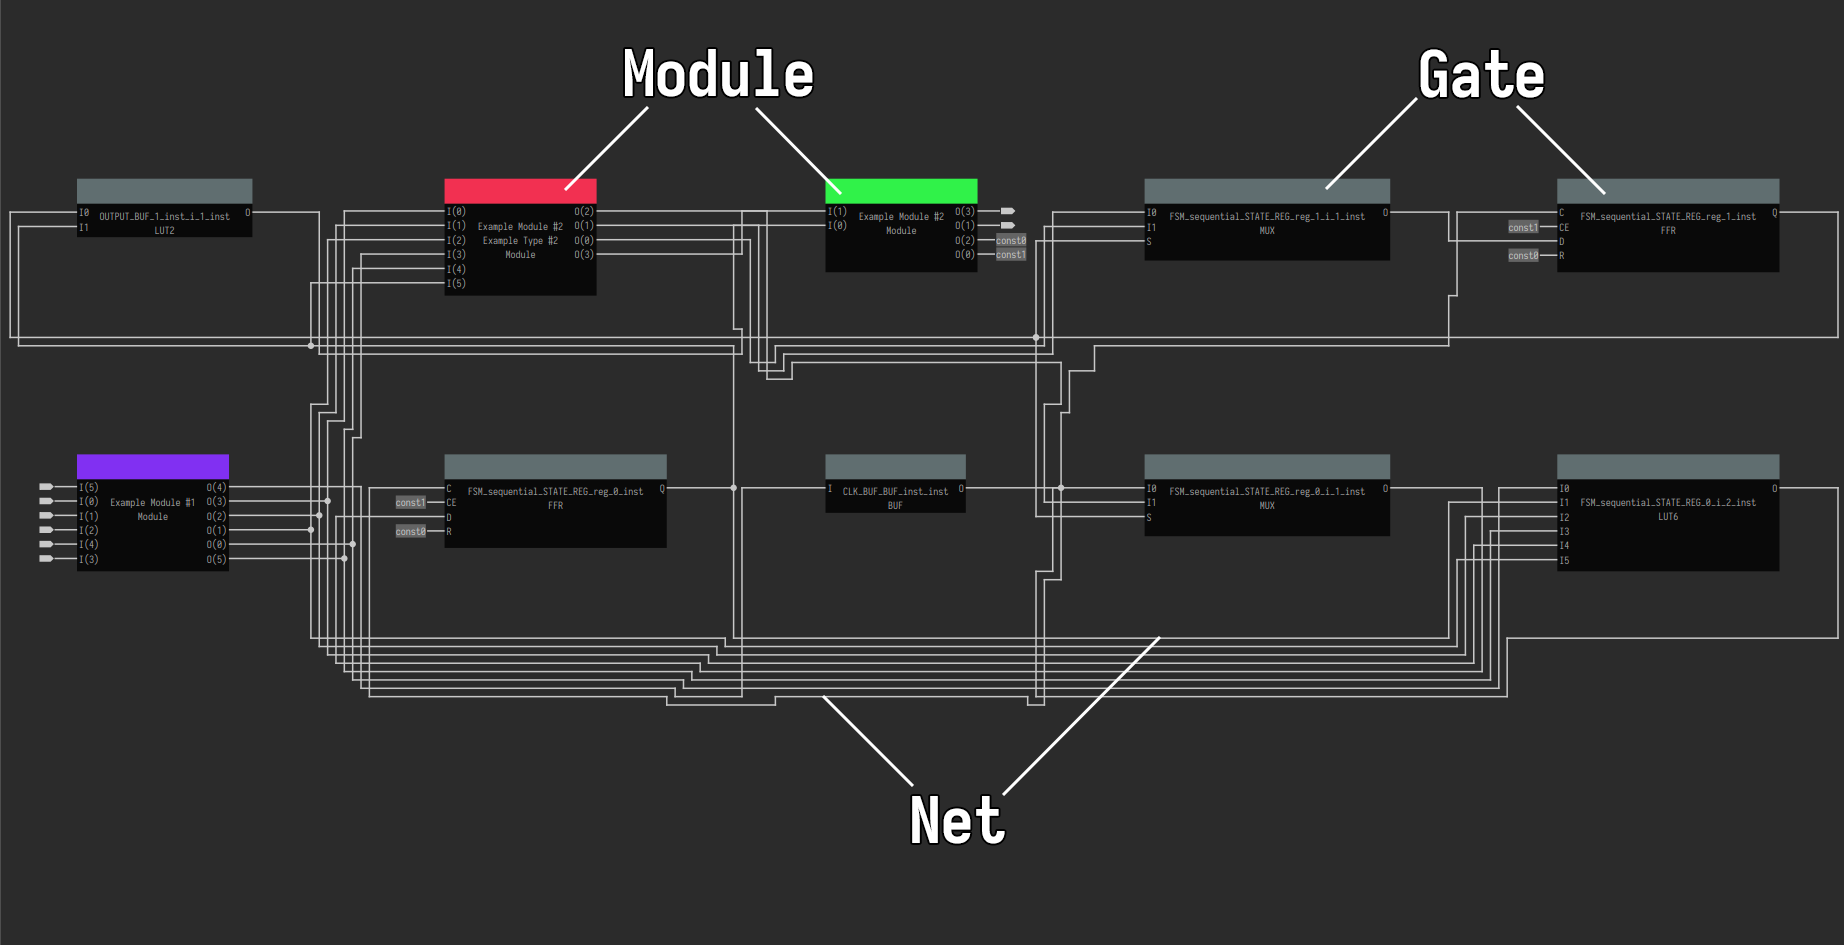 Module
Gate
I0
I1
OUTPUT_BUF_1_inst_i_1_inst
LUT2
O
I(0)
I(1)
I(2)
I(3)
I(4)
I(5)
Example Module #2
Example Type #2
Module
O(2)
O(1)
O(0)
O(3)
I(1)
I(0)
Example Module #2
Module
O(3)
O(1)
O(2)
O(0)
const0
const1
I0
I1
S
FSM_sequential_STATE_REG_reg_1_i_1_inst
MUX
O
const1
const0
C
CE
D
R
FSM_sequential_STATE_REG_reg_1_inst
FFR
Q
I(5)
I(0)
I(1)
I(2)
I(4)
I(3)
Example Module #1
Module
O(4)
O(3)
O(2)
O(1)
O(0)
O(5)
const1
const0
C
CE
D
R
FSM_sequential_STATE_REG_reg_0_inst
FFR
Q
I
CLK_BUF_BUF_inst_inst
BUF
O
I0
I1
S
FSM_sequential_STATE_REG_reg_0_i_1_inst
MUX
O
I0
I1
I2
I3
I4
I5
FSM_sequential_STATE_REG_0_i_2_inst
LUT6
O
Net